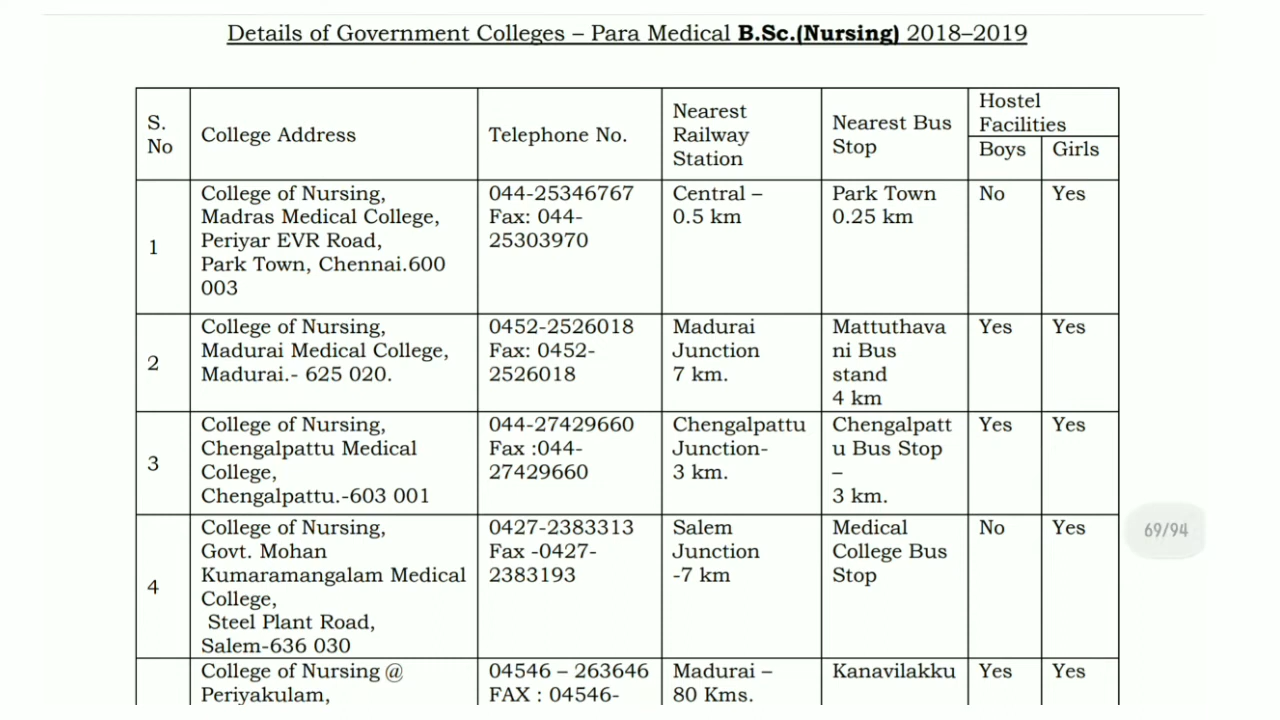 Details of Government Colleges – Para Medical B.Sc.(Nursing) 2018–2019
S. No
College Address
Telephone No.
Nearest Railway Station
Nearest Bus Stop
Hostel Facilities
Boys
Girls
1
College of Nursing,
Madras Medical College,
Periyar EVR Road,
Park Town, Chennai.600
003
044-25346767
Fax: 044-
25303970
Central –
0.5 km
Park Town
0.25 km
No
Yes
2
College of Nursing,
Madurai Medical College,
Madurai.- 625 020.
0452-2526018
Fax: 0452-
2526018
Madurai
Junction
7 km.
Mattuthava
ni Bus
stand
4 km
Yes
Yes
3
College of Nursing,
Chengalpattu Medical
College,
Chengalpattu.-603 001
044-27429660
Fax :044-
27429660
Chengalpattu
Junction-
3 km.
Chengalpatt
u Bus Stop
–
3 km.
Yes
Yes
4
College of Nursing,
Govt. Mohan
Kumaramangalam Medical
College,
Steel Plant Road,
Salem-636 030
0427-2383313
Fax -0427-
2383193
Salem
Junction
-7 km
Medical
College Bus
Stop
No
Yes
College of Nursing @
Periyakulam,
04546 – 263646
FAX : 04546-
Madurai –
80 Kms.
Kanavilakku
Yes
Yes
69/94